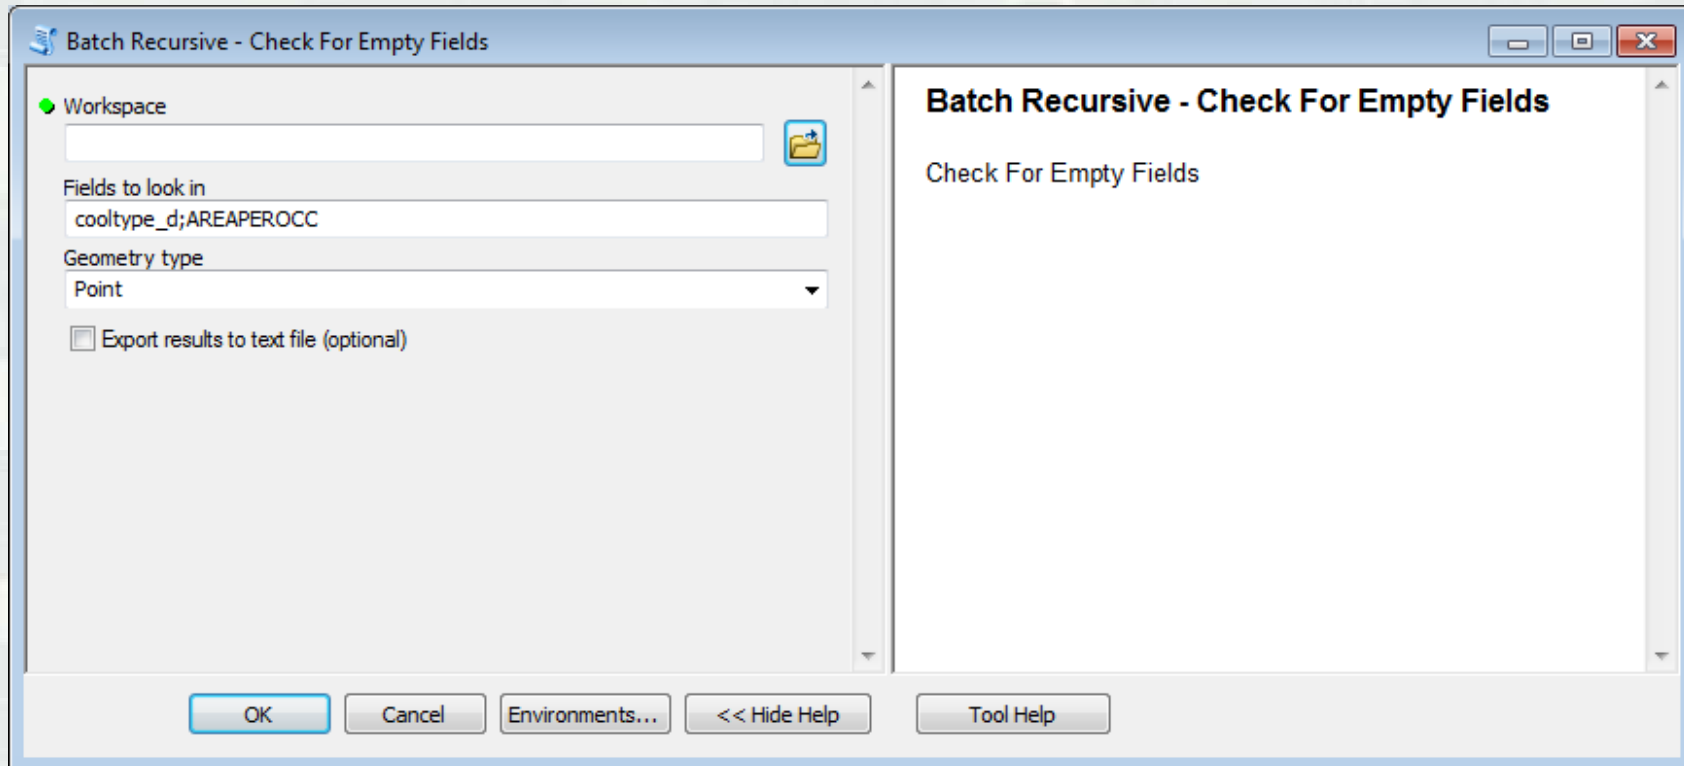 Batch Recursive - Check For Empty Fields
Workspace
Fields to look in
cooltype_d;AREAPEROCC
Geometry type
Point
Export results to text file (optional)
Batch Recursive - Check For Empty Fields
Check For Empty Fields
OK
Cancel
Environments...
<< Hide Help
Tool Help